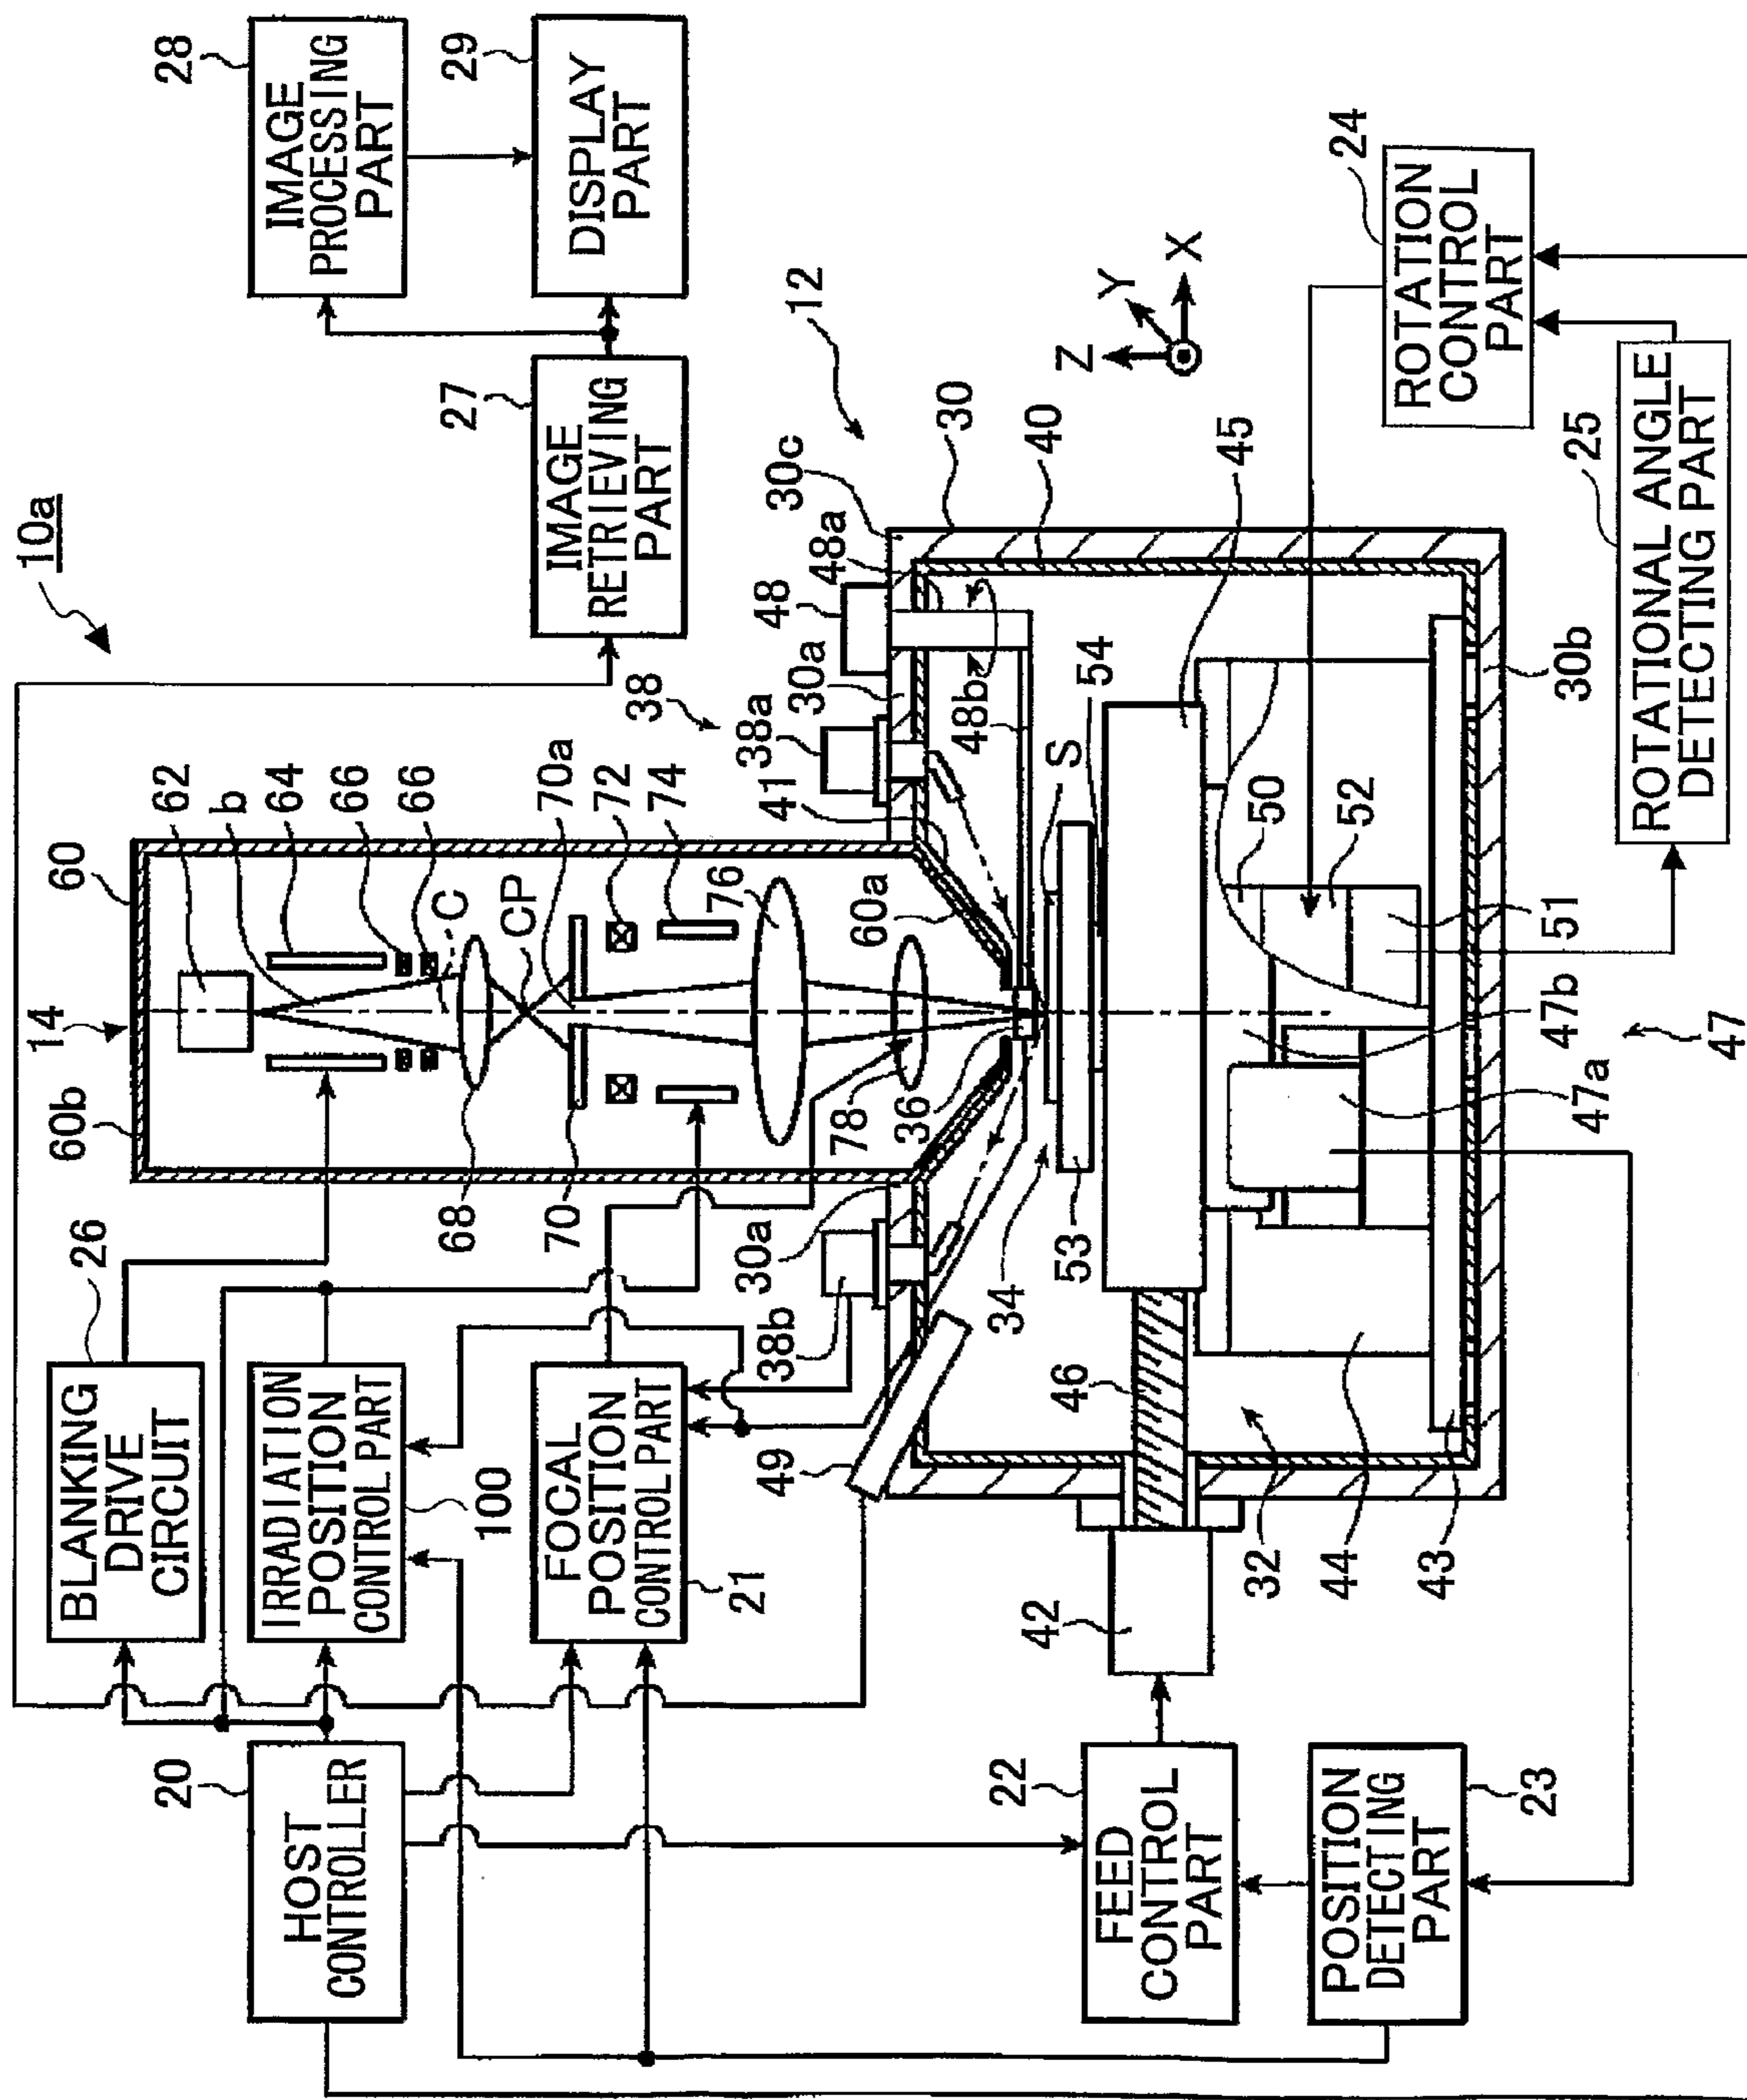 10a
28
IMAGE
PROCESSING
PART
29
DISPLAY
PART
27
IMAGE
RETRIEVING
PART
14
60
60b
62
b
64
66
66
C
CP
68
70
70a
72
74
76
60a
78
36
41
26
BLANKING
DRIVE
CIRCUIT
IRRADIATION
POSITION
CONTROL PART
100
FOCAL
POSITION
CONTROL PART
21
20
HOST
CONTROLLER
38
38a
30a
48
48a
30c
30
12
40
45
48b
S
54
30a
38b
49
34
53
Z
Y
X
46
42
32
44
43
47a
47b
47
50
52
51
30b
22
FEED
CONTROL
PART
POSITION
DETECTING
PART
23
24
ROTATION
CONTROL
PART
25
ROTATIONAL ANGLE
DETECTING PART